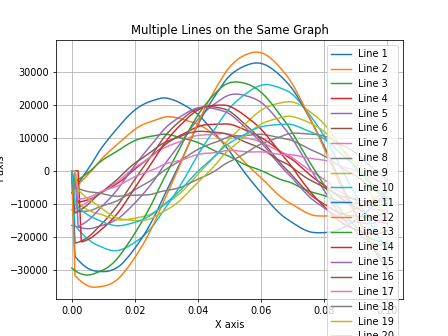 Multiple Lines on the Same Graph
30000
20000
10000
0
−10000
−20000
−30000
0.00
0.02
0.04
0.06
X axis
Line 1
Line 2
Line 3
Line 4
Line 5
Line 6
Line 7
Line 8
Line 9
Line 10
Line 11
Line 12
Line 13
Line 14
Line 15
Line 16
Line 17
Line 18
Line 19
Line 20